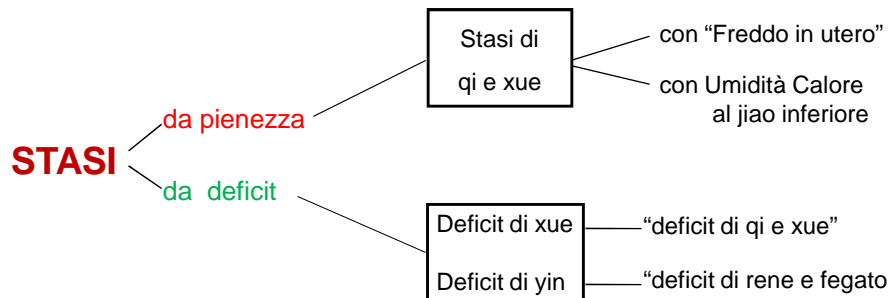 STASI
da pienezza
Stasi di
qi e xue
con “Freddo in utero”
con Umidità Calore
al jiao inferiore
da deficit
Deficit di xue
“deficit di qi e xue”
Deficit di yin
“deficit di rene e fegato